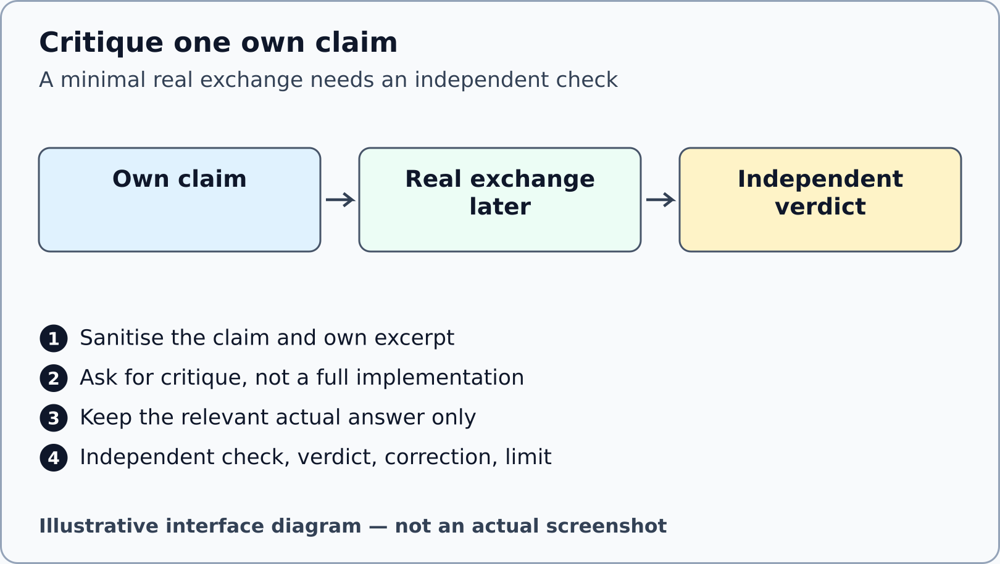 Critique one own claim
A minimal real exchange needs an independent check
Own claim
Real exchange
later
Independent
verdict
1 Sanitise the claim and own excerpt
2 Ask for critique, not a full implementation
3 Keep the relevant actual answer only
4 Independent check, verdict, correction, limit
Illustrative interface diagram — not an actual screenshot